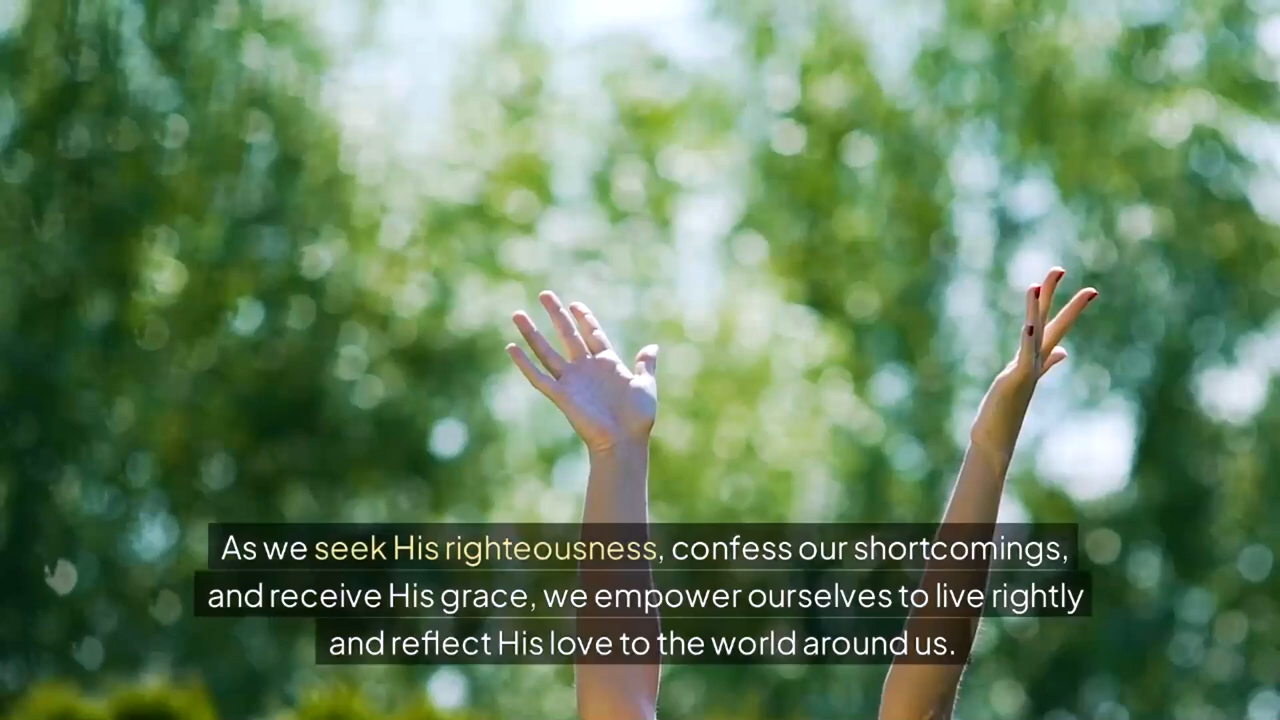 As we seek His righteousness, confess our shortcomings,
and receive His grace, we empower ourselves to live rightly
and reflect His love to the world around us.